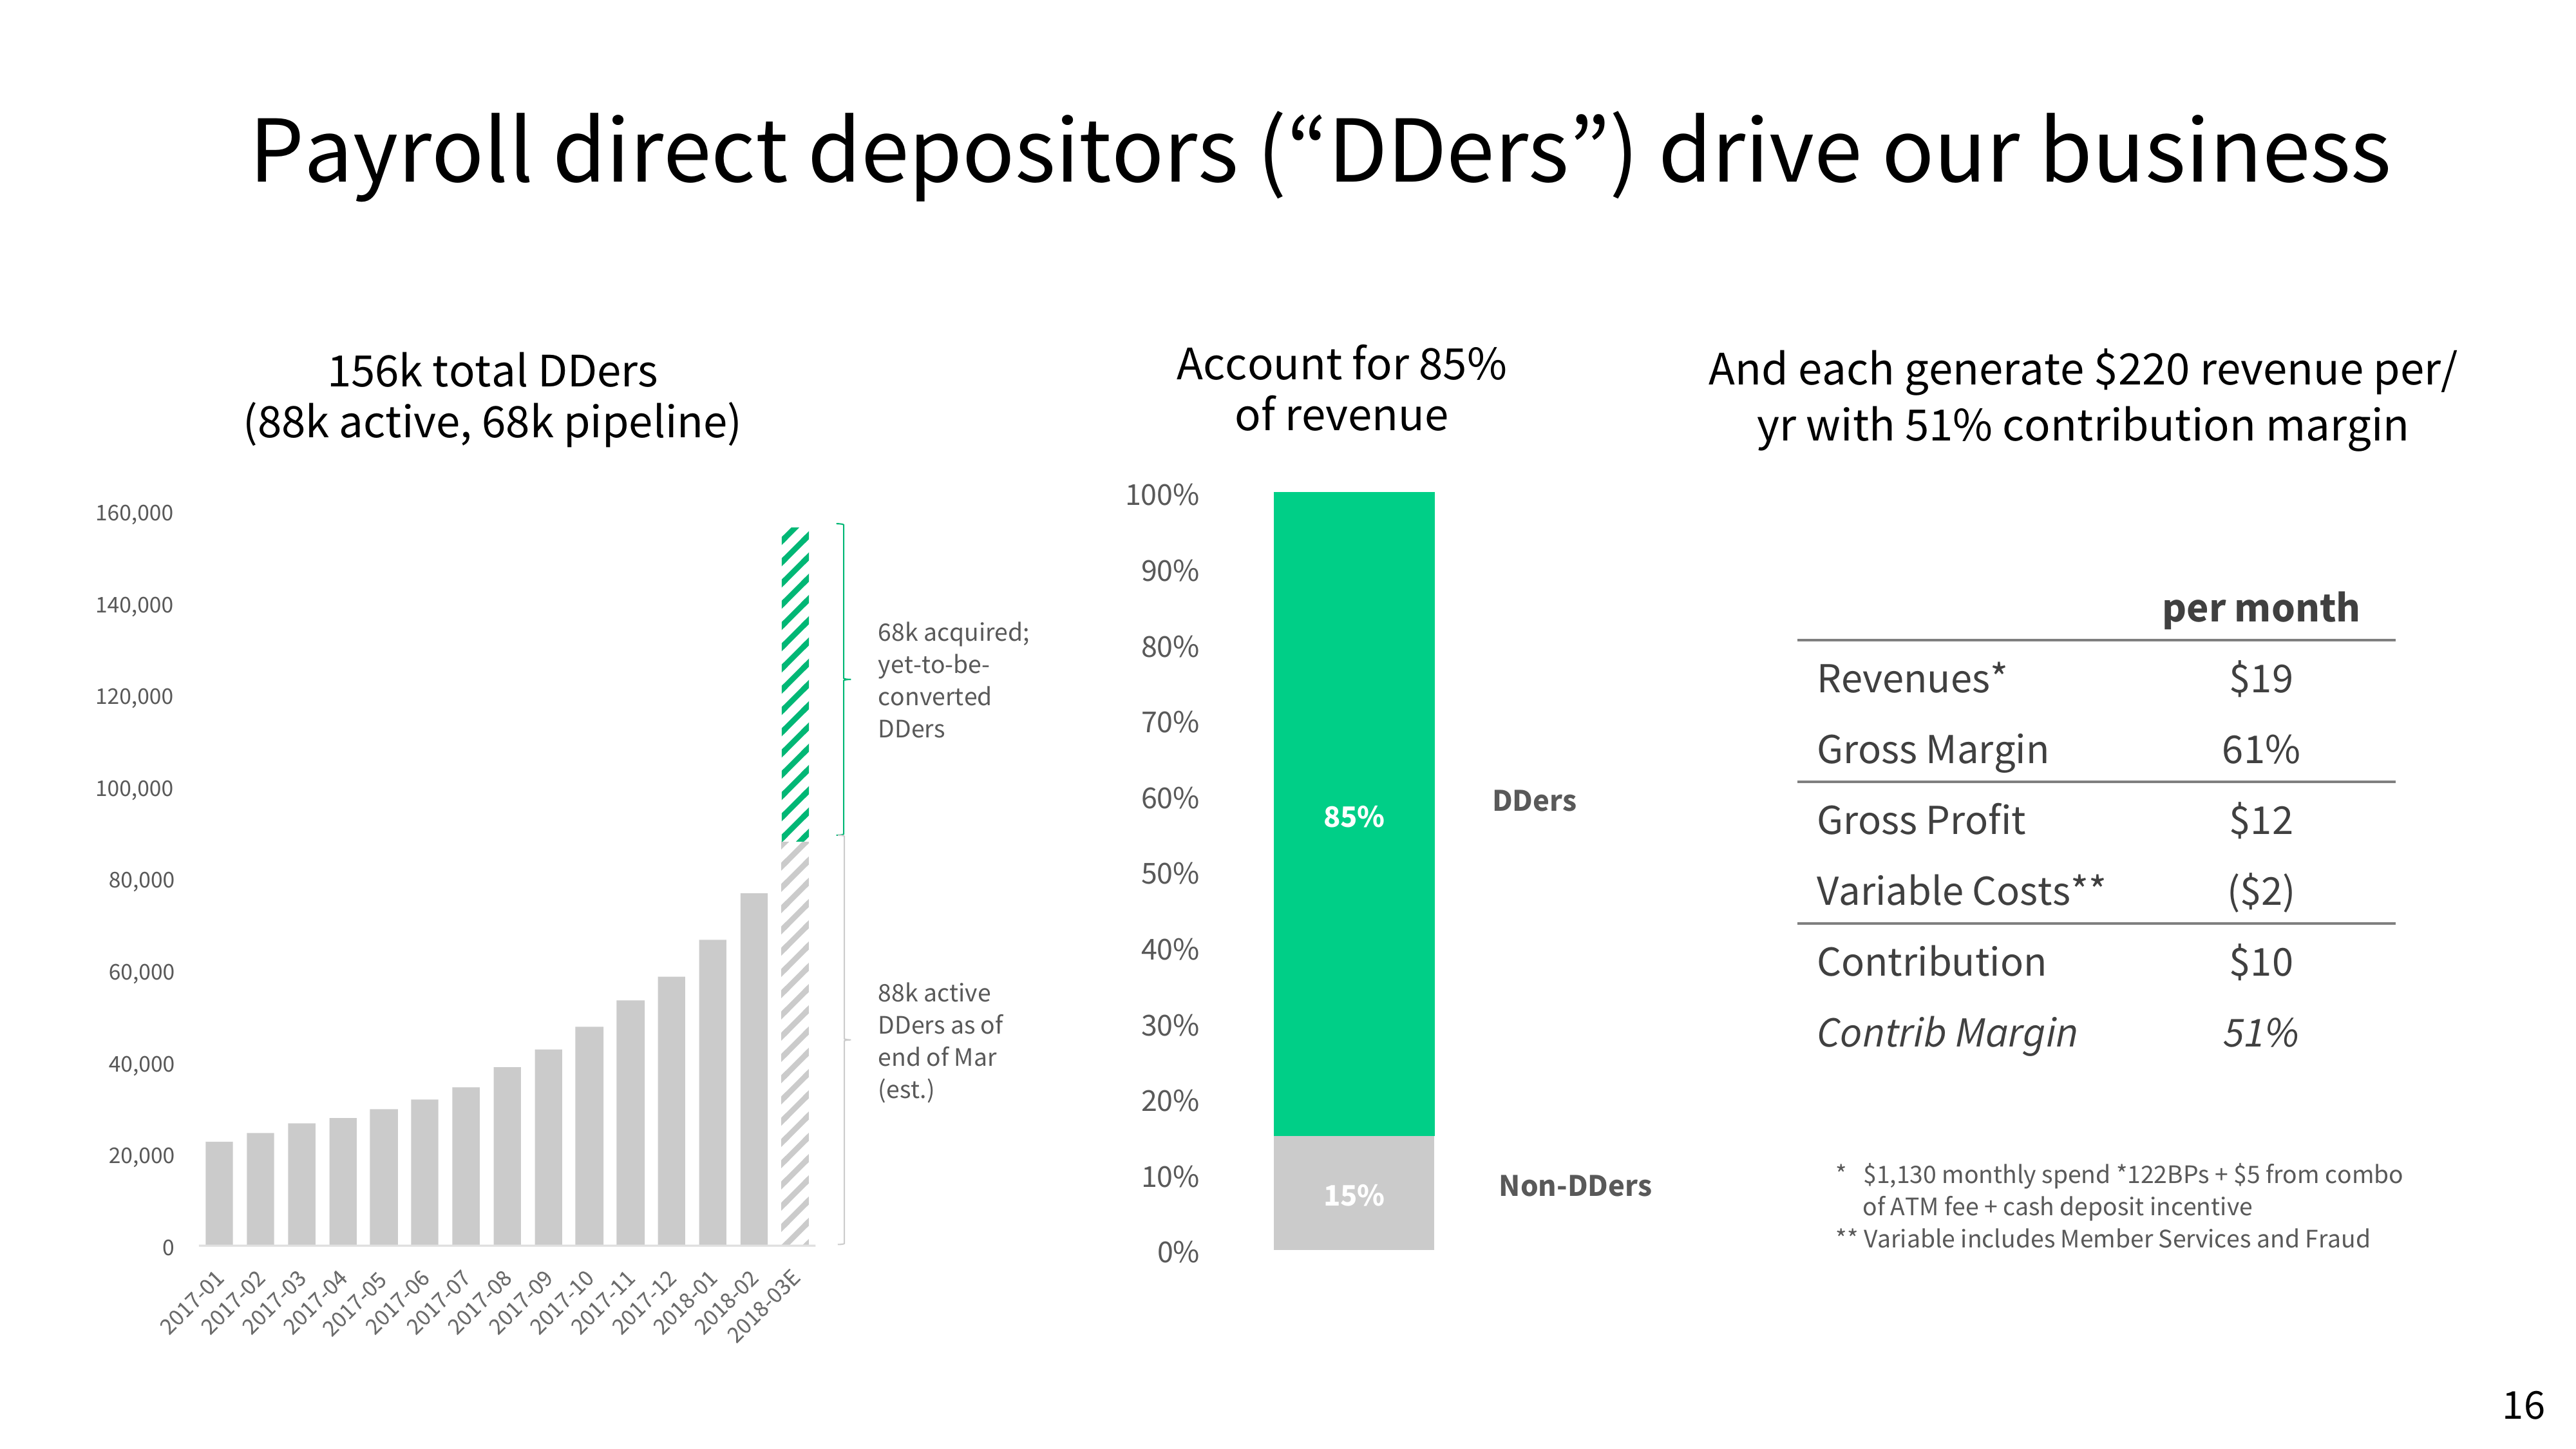 Payroll direct depositors (“DDers”) drive our business
156k total DDers
(88k active, 68k pipeline)
160,000
140,000
120,000
100,000
80,000
60,000
40,000
20,000
0
2017-01
2017-02
2017-03
2017-04
2017-05
2017-06
2017-07
2017-08
2017-09
2017-10
2017-11
2017-12
2018-01
2018-02
2018-03E
68k acquired;
yet-to-be-
converted
DDers
88k active
DDers as of
end of Mar
(est.)
Account for 85%
of revenue
100%
90%
80%
70%
60%
50%
40%
30%
20%
10%
0%
85%
15%
DDers
Non-DDers
And each generate $220 revenue per/
yr with 51% contribution margin
per month
Revenues* $19
Gross Margin 61%
Gross Profit $12
Variable Costs** ($2)
Contribution $10
Contrib Margin 51%
* $1,130 monthly spend *122BPs + $5 from combo
of ATM fee + cash deposit incentive
** Variable includes Member Services and Fraud
16